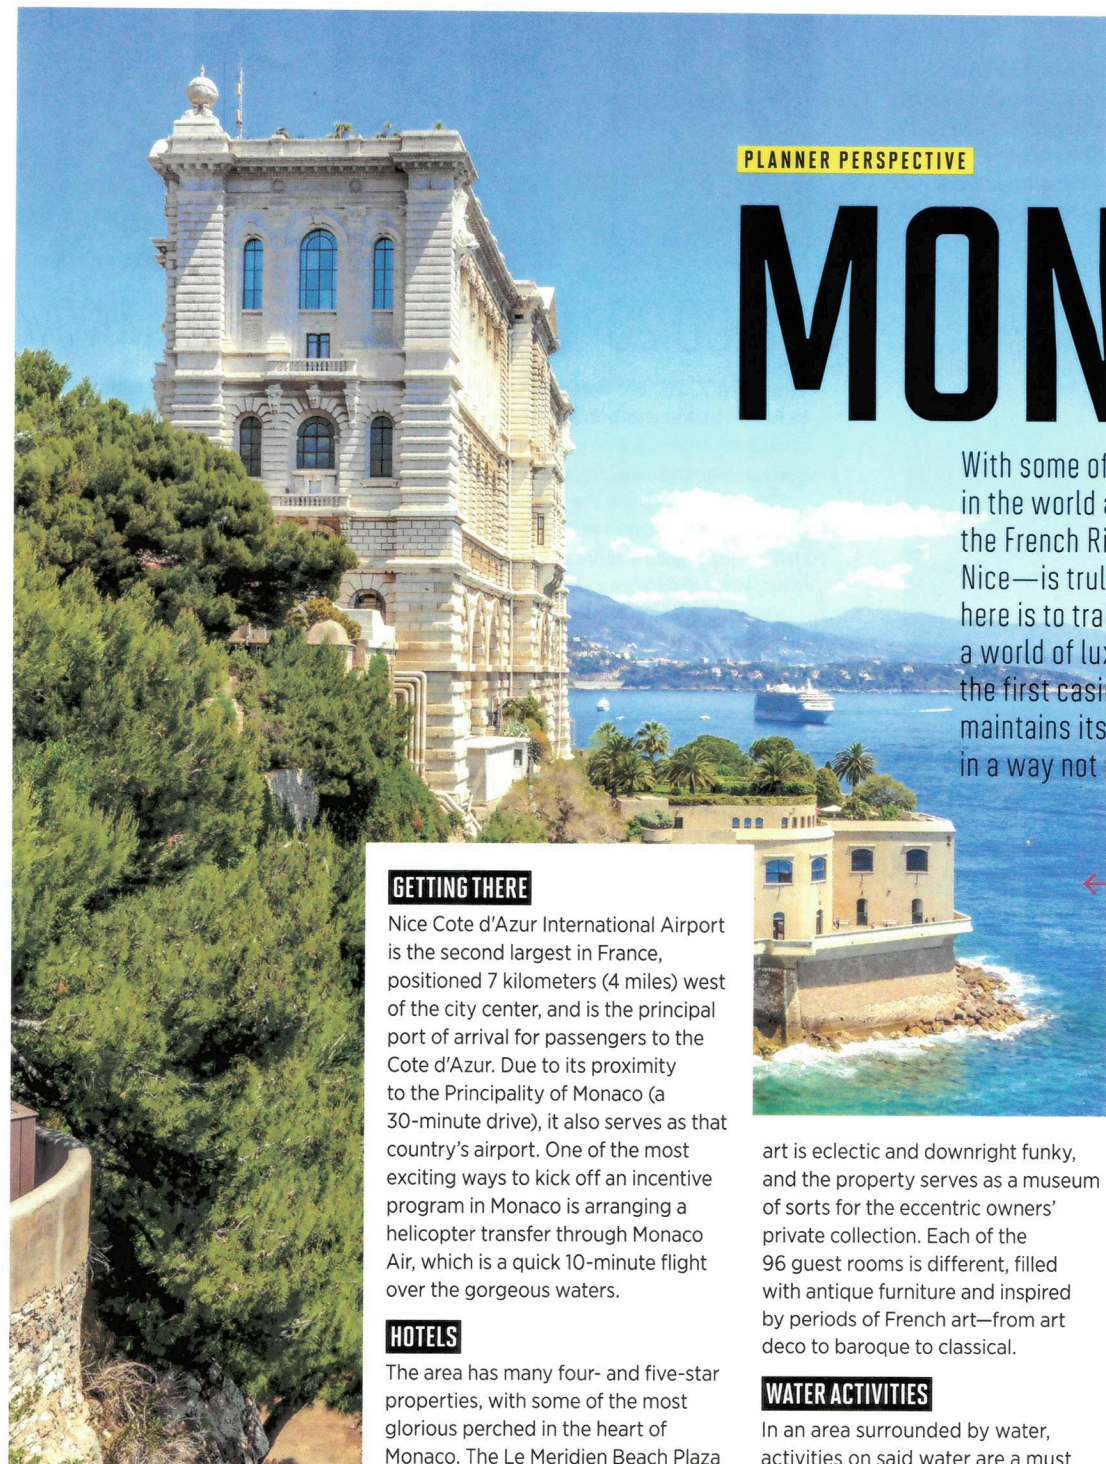 PLANNER PERSPECTIVE
MON
With some of
in the world
the French
Nice—is
here is to
a world of
the first
maintains its
in a way not
GETTING THERE
Nice Cote d'Azur International Airport
is the second largest in France,
positioned 7 kilometers (4 miles) west
of the city center, and is the principal
port of arrival for passengers to the
Cote d'Azur. Due to its proximity
to the Principality of Monaco (a
30-minute drive), it also serves as that
country's airport. One of the most
exciting ways to kick off an incentive
program in Monaco is arranging a
helicopter transfer through Monaco
Air, which is a quick 10-minute flight
over the gorgeous waters.
HOTELS
The area has many four- and five-star
properties, with some of the most
glorious perched in the heart of
Monaco. The Le Meridien Beach Plaza
art is eclectic and downright funky,
and the property serves as a museum
of sorts for the eccentric owners'
private collection. Each of the
96 guest rooms is different, filled
with antique furniture and inspired
by periods of French art—from art
deco to baroque to classical.
WATER ACTIVITIES
In an area surrounded by water,
activities on said water are a must.